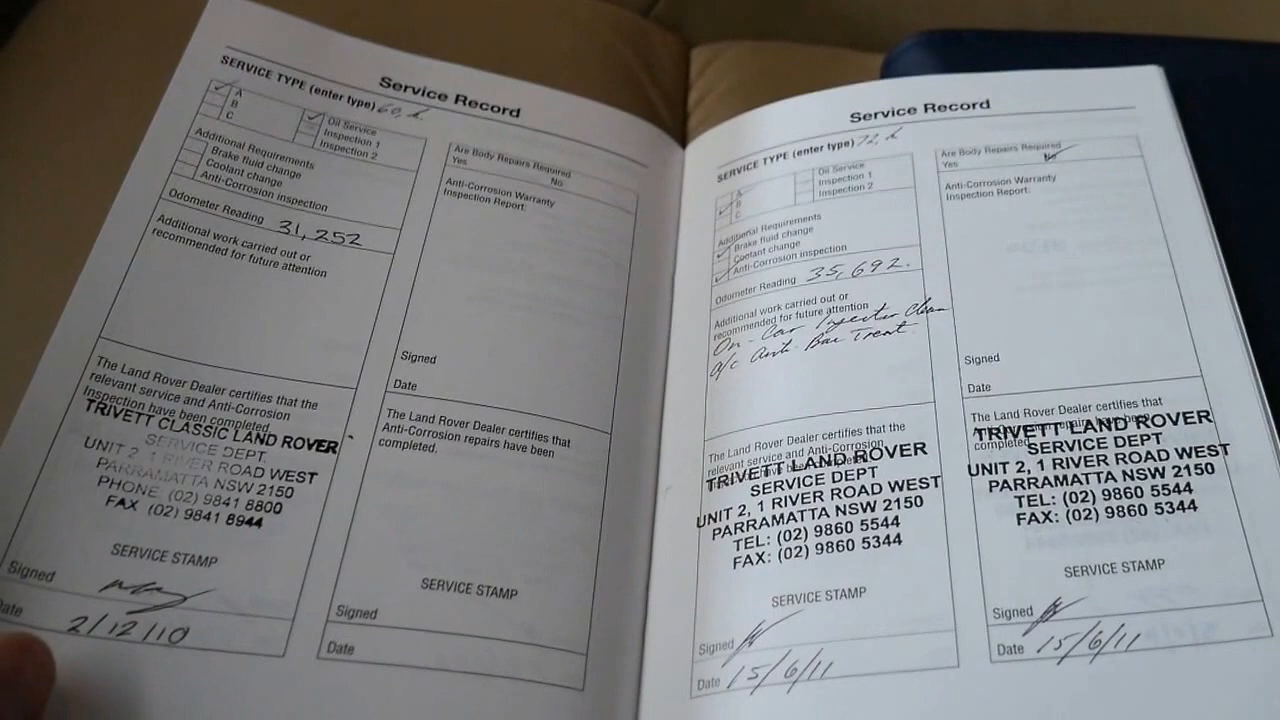 Service Record
SERVICE TYPE (enter type) 60,
A
B
C
Oil Service
Inspection 1
Inspection 2
Additional Requirements
Brake fluid change
Coolant change
Anti-Corrosion inspection
Odometer Reading 31,252
Additional work carried out or
recommended for future attention
The Land Rover Dealer certifies that the
relevant service and Anti-Corrosion
Inspection have been completed.
TRIVETT CLASSIC LAND ROVER
SERVICE DEPT.
UNIT 2, 1 RIVER ROAD WEST
PARRAMATTA NSW 2150
PHONE: (02) 9841 8800
FAX (02) 9841 8944
SERVICE STAMP
Signed
Date 2/12/10
Are Body Repairs Required
Yes No
Anti-Corrosion Warranty
Inspection Report:
Signed
Date
The Land Rover Dealer certifies that
Anti-Corrosion repairs have been
completed.
SERVICE STAMP
Signed
Date
Service Record
SERVICE TYPE (enter type) 72,
A
B
C
Oil Service
Inspection 1
Inspection 2
Additional Requirements
Brake fluid change
Coolant change
Anti-Corrosion inspection
Odometer Reading 35,692.
Additional work carried out or
recommended for future attention
On-Car Injector Clean
a/c Anti Bac Treat
The Land Rover Dealer certifies that the
relevant service and Anti-Corrosion
have been
TRIVETT LAND ROVER
SERVICE DEPT
UNIT 2, 1 RIVER ROAD WEST
PARRAMATTA NSW 2150
TEL: (02) 9860 5544
FAX: (02) 9860 5344
SERVICE STAMP
Signed
Date 15/6/11
Are Body Repairs Required
Yes No
Anti-Corrosion Warranty
Inspection Report:
Signed
Date
The Land Rover Dealer certifies that
Anti-Corrosion repairs have been
completed.
TRIVETT LAND ROVER
SERVICE DEPT
UNIT 2, 1 RIVER ROAD WEST
PARRAMATTA NSW 2150
TEL: (02) 9860 5544
FAX: (02) 9860 5344
SERVICE STAMP
Signed
Date 15/6/11